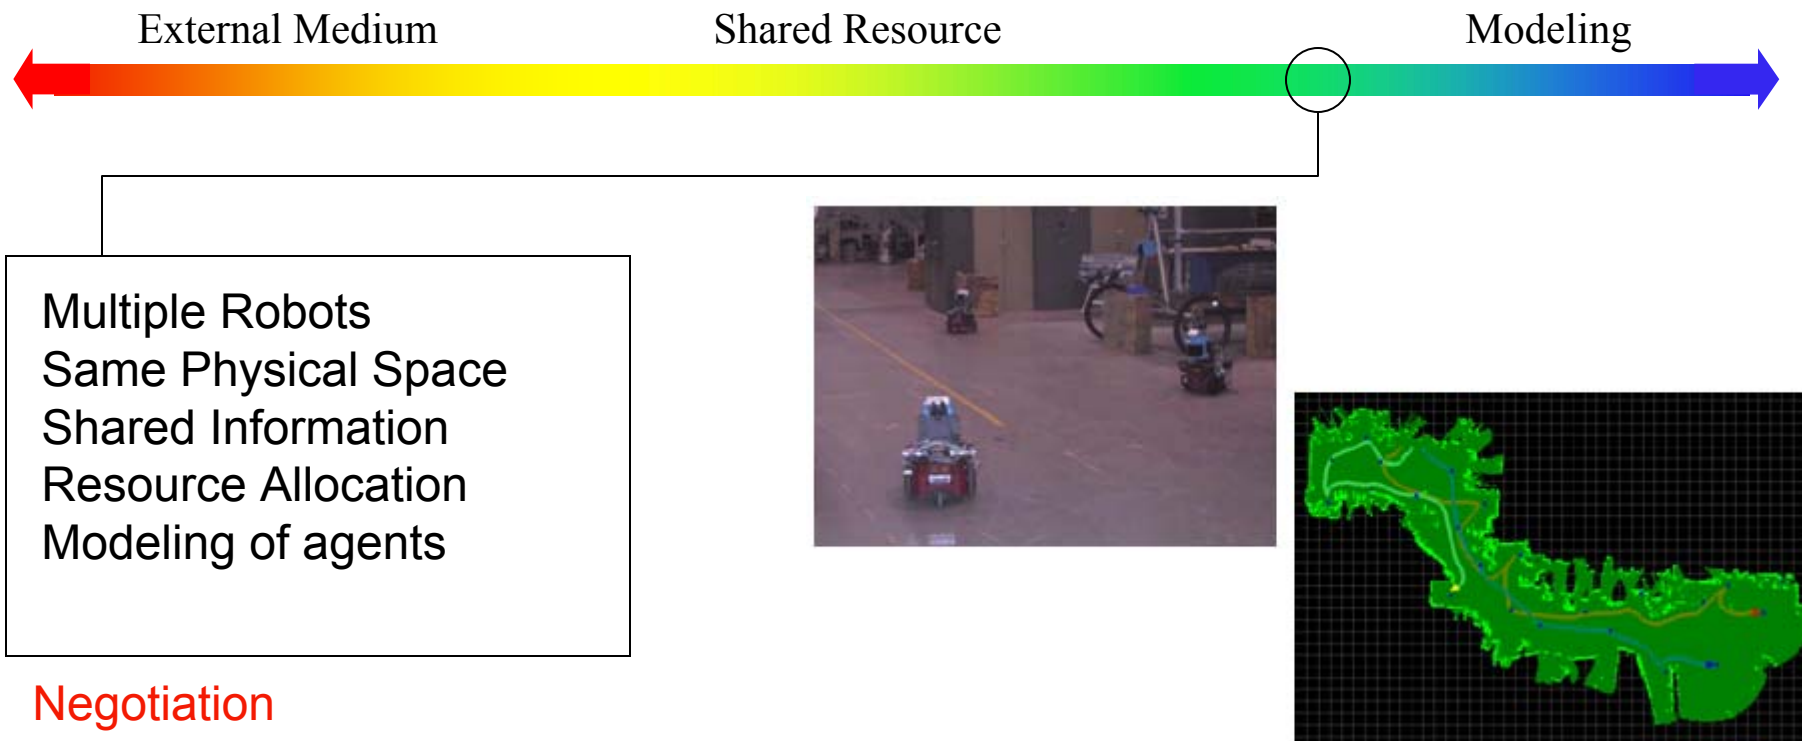 External Medium
Shared Resource
Modeling
Multiple Robots
Same Physical Space
Shared Information
Resource Allocation
Modeling of agents
Negotiation